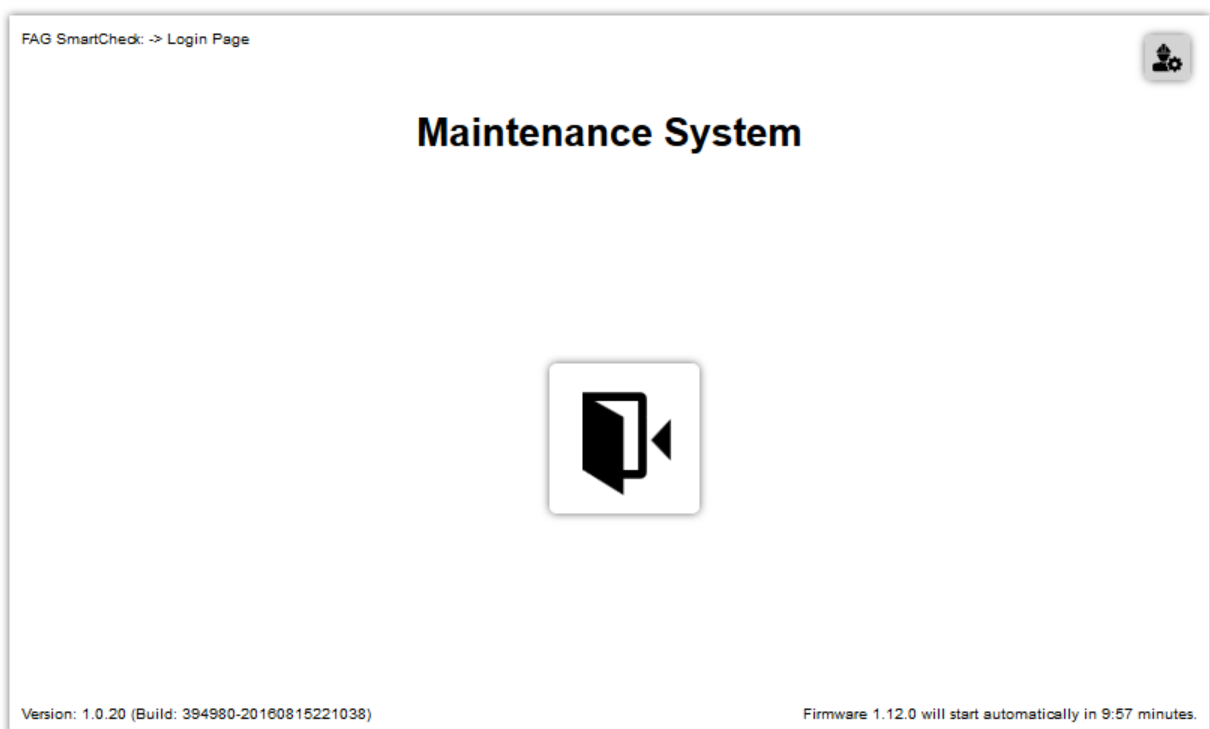 FAG SmartCheck: -> Login Page
Maintenance System
Version: 1.0.20 (Build: 394980-20160815221038)
Firmware 1.12.0 will start automatically in 9:57 minutes.